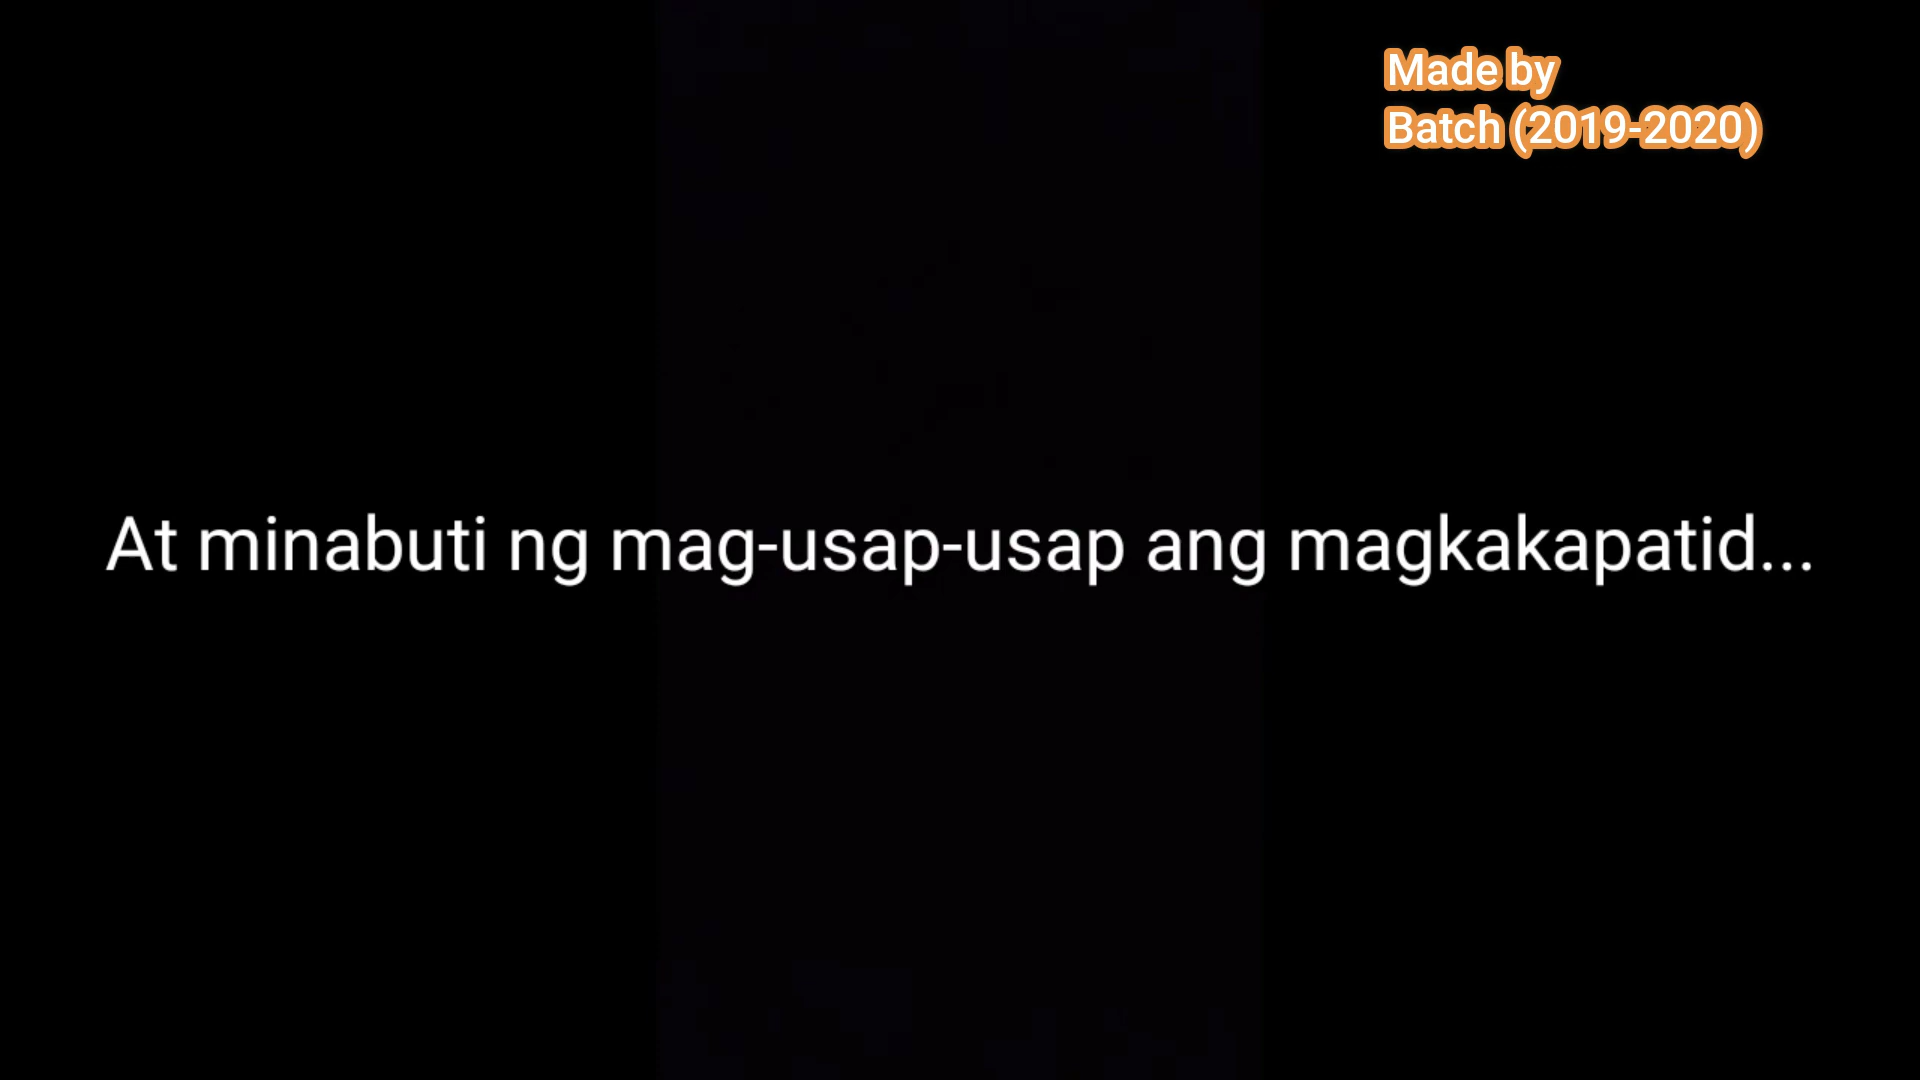 Made by
Batch (2019-2020)
At minabuti ng mag-usap-usap ang magkakapatid...